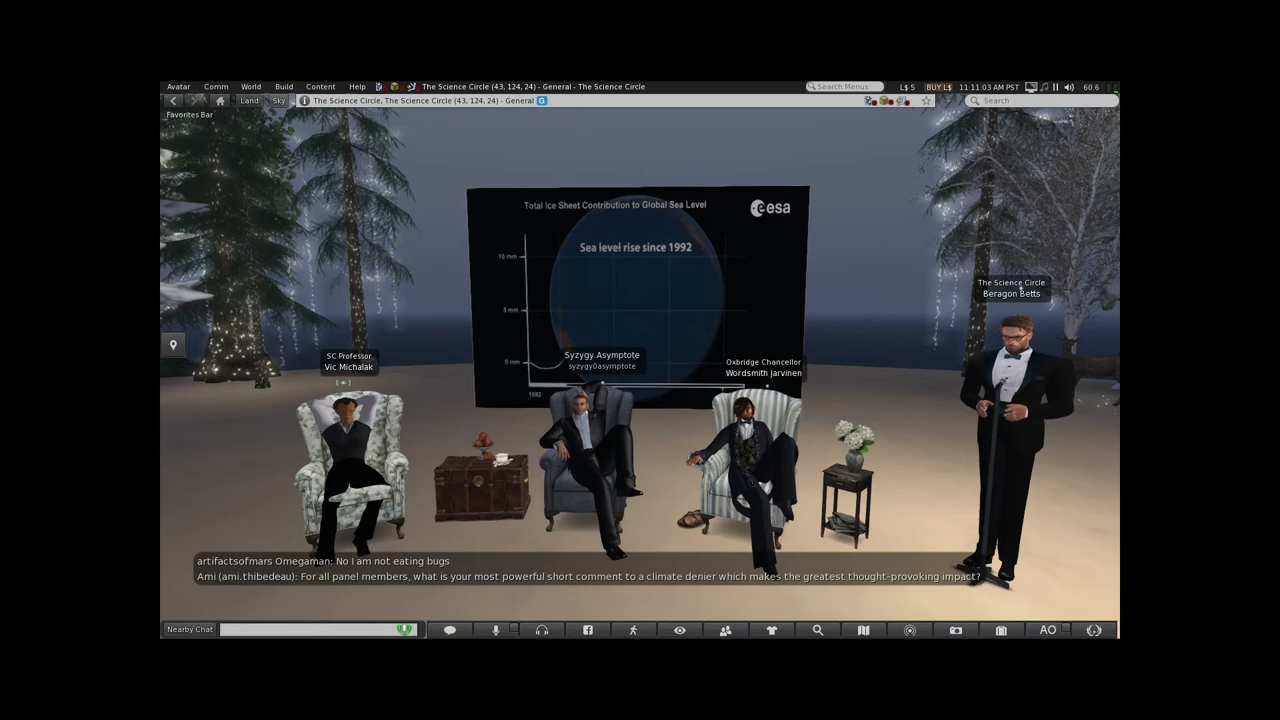 Avatar Comm World Build Content Help The Science Circle (43, 124, 24) - General - The Science Circle Search Menus L$ 5 BUY L$ 11:11:03 AM PST 60.6
Land Sky The Science Circle, The Science Circle (43, 124, 24) - General G Search
Favorites Bar
Total Ice Sheet Contribution to Global Sea Level
esa
Sea level rise since 1992
10 mm
5 mm
0 mm
1992
The Science Circle
Beragon Betts
SC Professor
Vic Michalak
Syzygy Asymptote
syzygy0asymptote
Oxbridge Chancellor
Wordsmith Jarvinen
artifactsofmars Omegaman: No I am not eating bugs
Ami (ami.thibedeau): For all panel members, what is your most powerful short comment to a climate denier which makes the greatest thought-provoking impact?
Nearby Chat AO